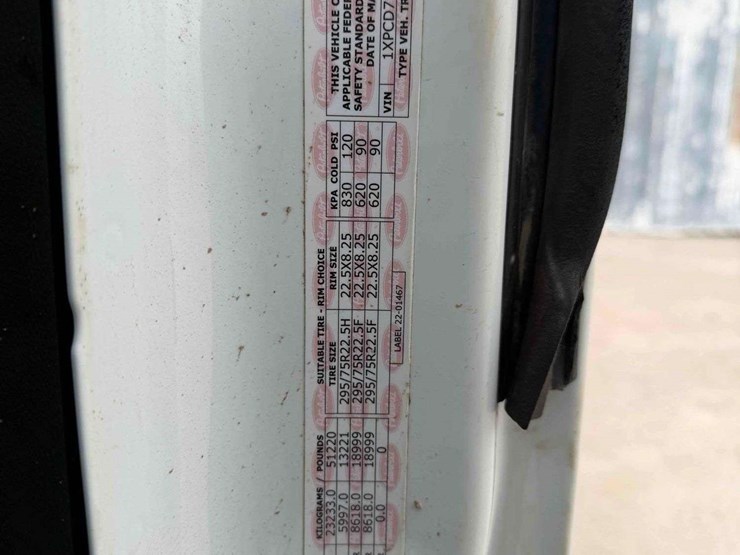 KILOGRAMS / POUNDS SUITABLE TIRE - RIM CHOICE
TIRE SIZE RIM SIZE KPA COLD PSI
23233.0 51220
5997.0 13221 295/75R22.5H 22.5X8.25 830 120
8618.0 18999 295/75R22.5F 22.5X8.25 620 90
8618.0 18999 295/75R22.5F 22.5X8.25 620 90
0.0 0
LABEL 22-01467
THIS VEHICLE C
APPLICABLE FEDER
SAFETY STANDARD
DATE OF MA
VIN 1XPCD7
TYPE VEH. TR